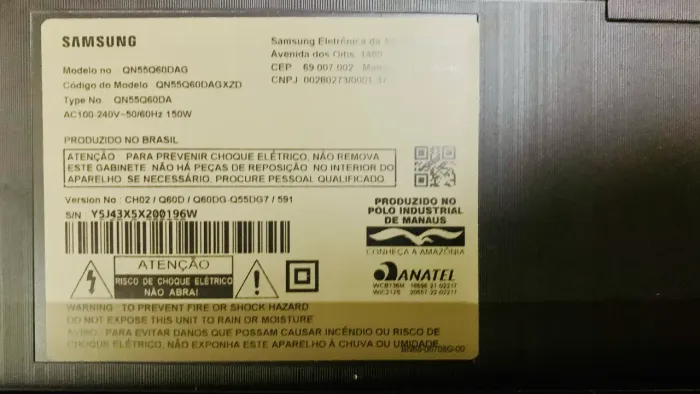 SAMSUNG
Modelo no QN55Q60DAG
Código do Modelo QN55Q60DAGXZD
Type No QN55Q60DA
AC100-240V~50/60Hz 150W
Samsung Eletrônica da
Avenida dos Oitis, 1460
CEP 69.007.002 -
CNPJ 00280273/0001-37
PRODUZIDO NO BRASIL
ATENÇÃO PARA PREVENIR CHOQUE ELÉTRICO, NÃO REMOVA
ESTE GABINETE NÃO HÁ PEÇAS DE REPOSIÇÃO NO INTERIOR DO
APARELHO. SE NECESSÁRIO, PROCURE PESSOAL QUALIFICADO.
Version No : CH02 / Q60D / Q60DG-Q55DG7 / 591
S/N Y5J43X5X200196W
PRODUZIDO NO
PÓLO INDUSTRIAL
DE MANAUS
CONHEÇA A AMAZÔNIA
ATENÇÃO
RISCO DE CHOQUE ELÉTRICO
NÃO ABRA!
ANATEL
WARNING: TO PREVENT FIRE OR SHOCK HAZARD
DO NOT EXPOSE THIS UNIT TO RAIN OR MOISTURE
AVISO: PARA EVITAR DANOS QUE POSSAM CAUSAR INCÊNDIO OU RISCO DE
CHOQUE ELÉTRICO, NÃO EXPONHA ESTE APARELHO À CHUVA OU UMIDADE